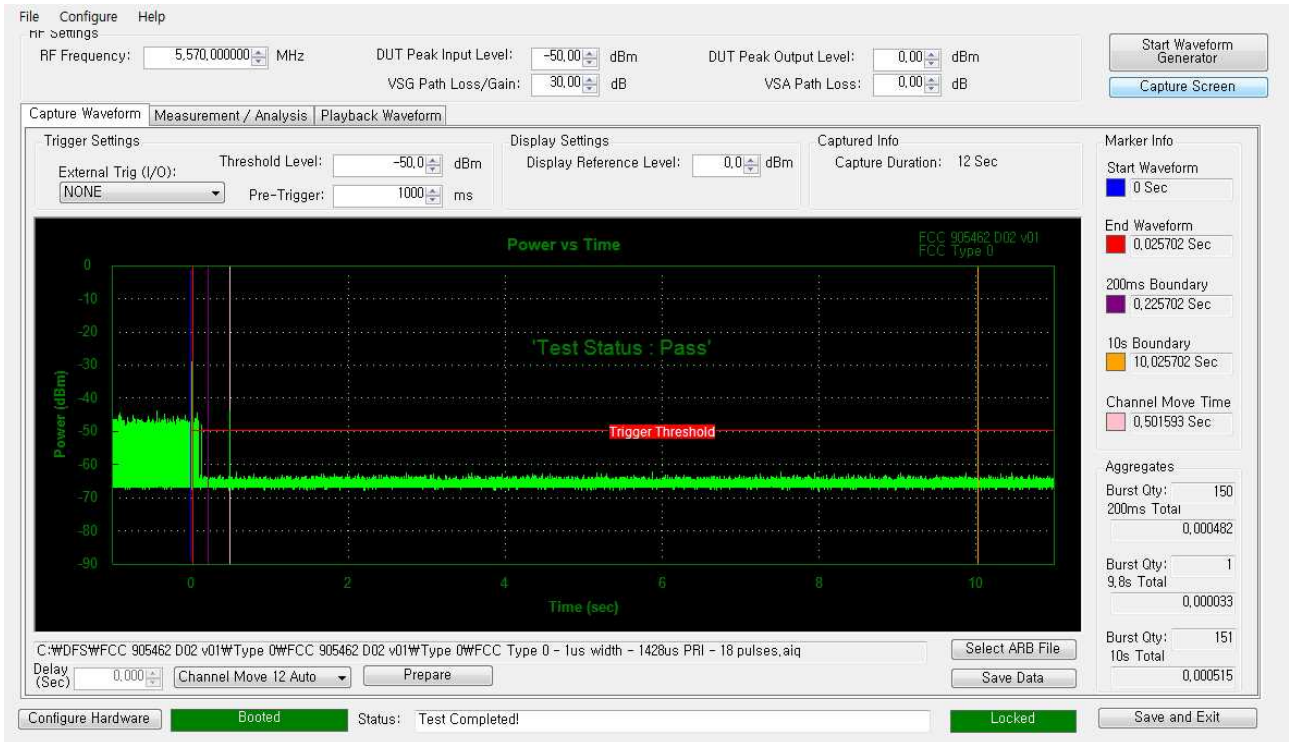 File Configure Help
RF Settings
RF Frequency: 5,570,000000 MHz DUT Peak Input Level: -50,00 dBm DUT Peak Output Level: 0,00 dBm
VSG Path Loss/Gain: 30,00 dB VSA Path Loss: 0,00 dB
Start Waveform
Generator
Capture Screen
Capture Waveform Measurement / Analysis Playback Waveform
Trigger Settings
External Trig (I/O):
NONE
Threshold Level: -50,0 dBm
Pre-Trigger: 1000 ms
Display Settings
Display Reference Level: 0,0 dBm
Captured Info
Capture Duration: 12 Sec
Marker Info
Start Waveform
0 Sec
End Waveform
0,025702 Sec
200ms Boundary
0,225702 Sec
10s Boundary
10,025702 Sec
Channel Move Time
0,501593 Sec
Aggregates
Burst Qty: 150
200ms Total
0,000482
Burst Qty: 1
9,8s Total
0,000033
Burst Qty: 151
10s Total
0,000515
Power vs Time
FCC 905462 D02 v01
FCC Type 0
'Test Status : Pass'
Trigger Threshold
Power (dBm)
0
-10
-20
-30
-40
-50
-60
-70
-80
-90
0 2 4 6 8 10
Time (sec)
C:₩DFS₩FCC 905462 D02 v01₩Type 0₩FCC 905462 D02 v01₩Type 0₩FCC Type 0 - 1us width - 1428us PRI - 18 pulses,aiq
Select ARB File
Delay
(Sec) 0,000 Channel Move 12 Auto Prepare
Save Data
Configure Hardware Booted Status: Test Completed! Locked Save and Exit